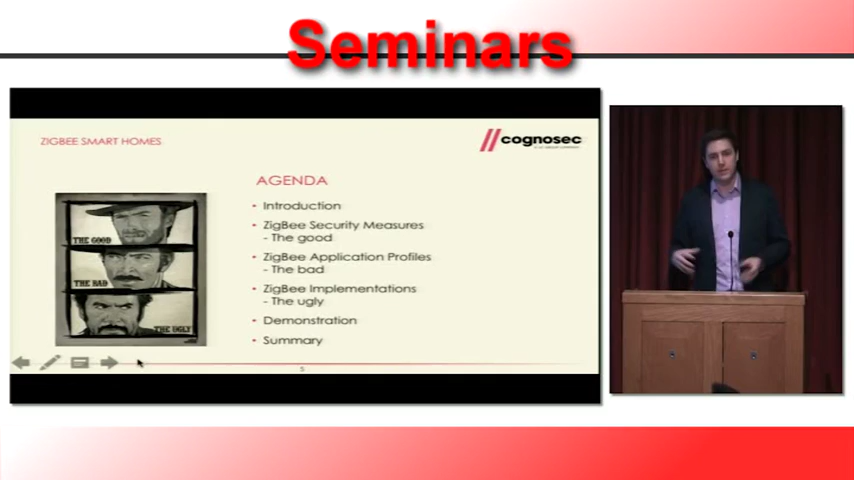 Seminars
ZIGBEE SMART HOMES
cognosec
AGENDA
• Introduction
• ZigBee Security Measures
- The good
• ZigBee Application Profiles
- The bad
• ZigBee Implementations
- The ugly
• Demonstration
• Summary
THE GOOD
THE BAD
THE UGLY
5